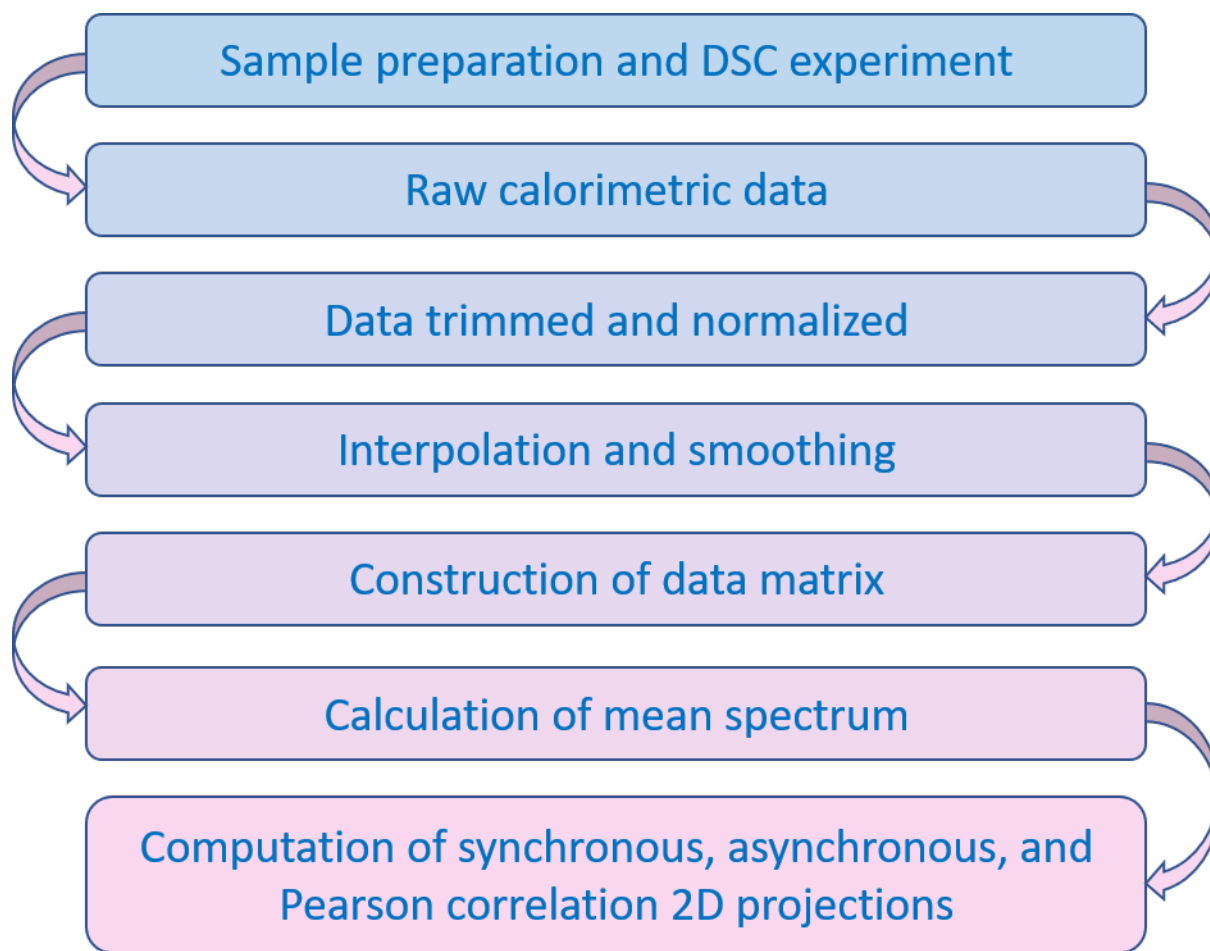 Sample preparation and DSC experiment
Raw calorimetric data
Data trimmed and normalized
Interpolation and smoothing
Construction of data matrix
Calculation of mean spectrum
Computation of synchronous, asynchronous, and
Pearson correlation 2D projections